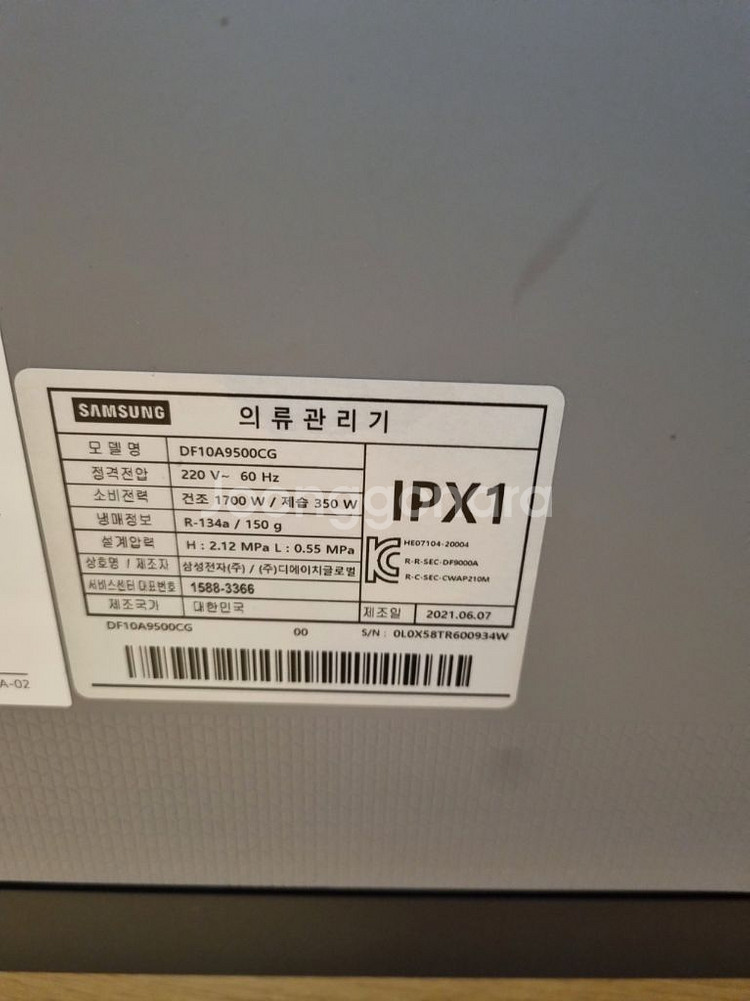 SAMSUNG 의류관리기
모델명 DF10A9500CG
정격전압 220 V~ 60 Hz
소비전력 건조 1700 W / 제습 350 W
냉매정보 R-134a / 150 g
설계압력 H : 2.12 MPa L : 0.55 MPa
상호명 / 제조자 삼성전자(주) / (주)디에이치글로벌
서비스센터 대표번호 1588-3366
제조국가 대한민국
IPX1
HE07104-20004
R-R-SEC-DF9000A
R-C-SEC-CWAP210M
제조일 2021.06.07
DF10A9500CG 00 S/N : 0L0X58TR600934W
A-02
Joonggonara